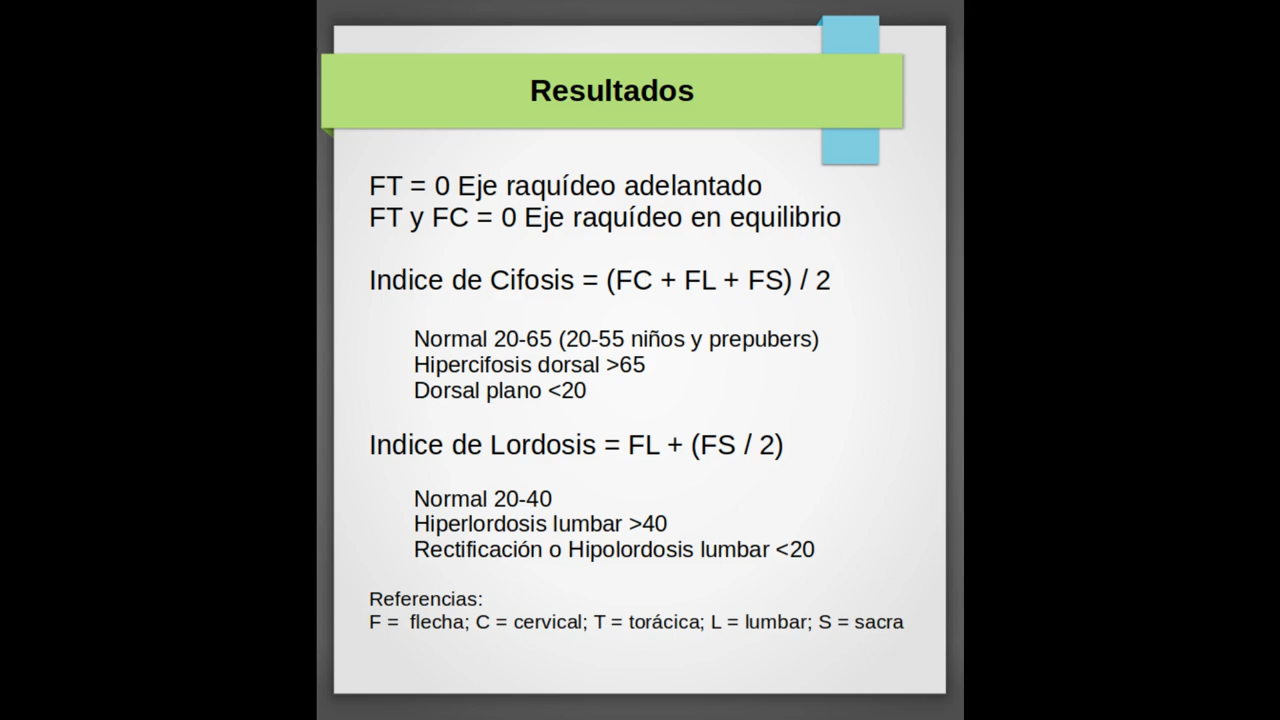 Resultados
FT = 0 Eje raquídeo adelantado
FT y FC = 0 Eje raquídeo en equilibrio
Indice de Cifosis = (FC + FL + FS) / 2
Normal 20-65 (20-55 niños y prepubers)
Hipercifosis dorsal >65
Dorsal plano <20
Indice de Lordosis = FL + (FS / 2)
Normal 20-40
Hiperlordosis lumbar >40
Rectificación o Hipolordosis lumbar <20
Referencias:
F =  flecha; C = cervical; T = torácica; L = lumbar; S = sacra